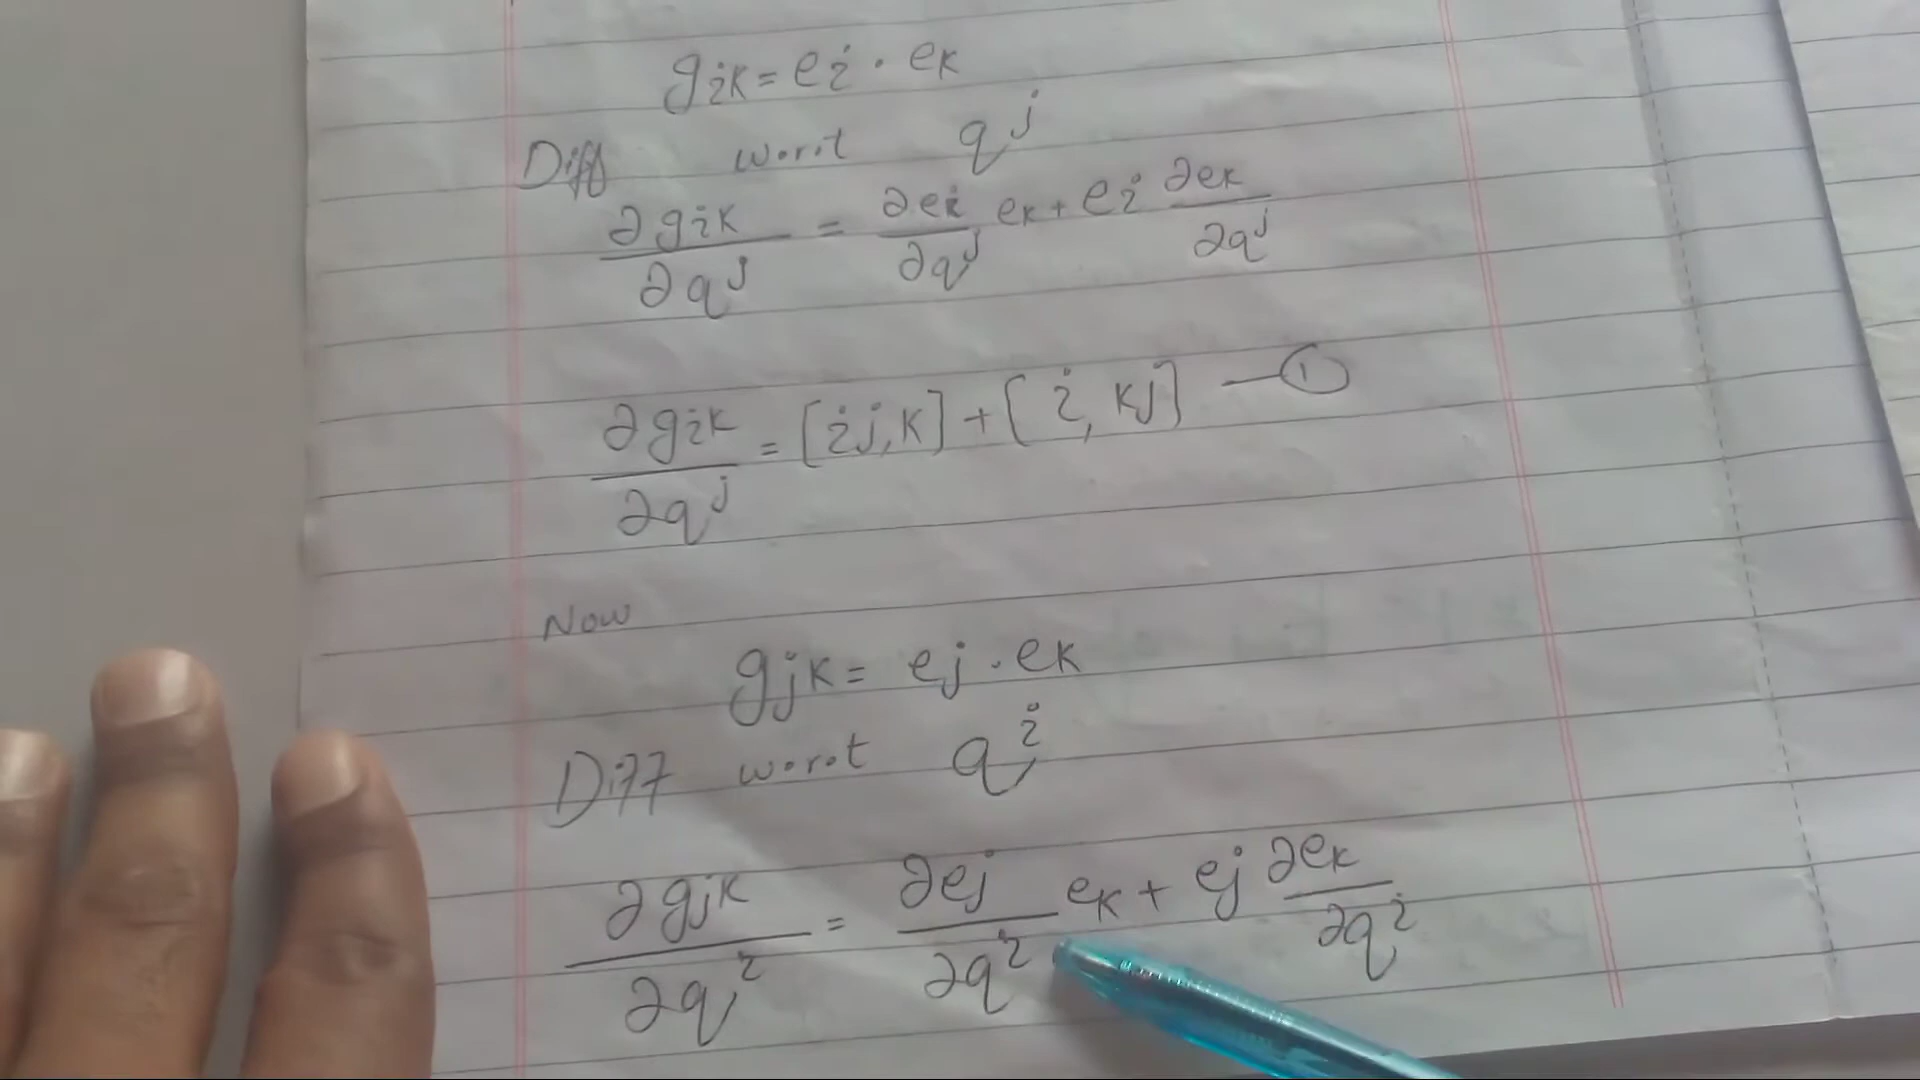 gik = ei · ek
Diff w.r.t q^j
∂gik/∂q^j = ∂ei/∂q^j ek + ei ∂ek/∂q^j
∂gik/∂q^j = [ij,k] + [i, kj] — ①
Now
gjk = ej · ek
Diff w.r.t q^i
∂gjk/∂q^i = ∂ej/∂q^i ek + ej ∂ek/∂q^i